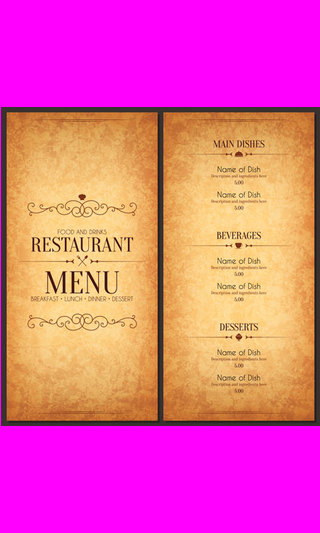 FOOD AND DRINKS
RESTAURANT
MENU
BREAKFAST • LUNCH • DINNER • DESSERT
MAIN DISHES
Name of Dish
Description and ingredients here
5.00
Name of Dish
Description and ingredients here
5.00
BEVERAGES
Name of Dish
Description and ingredients here
5.00
Name of Dish
Description and ingredients here
5.00
DESSERTS
Name of Dish
Description and ingredients here
5.00
Name of Dish
Description and ingredients here
5.00